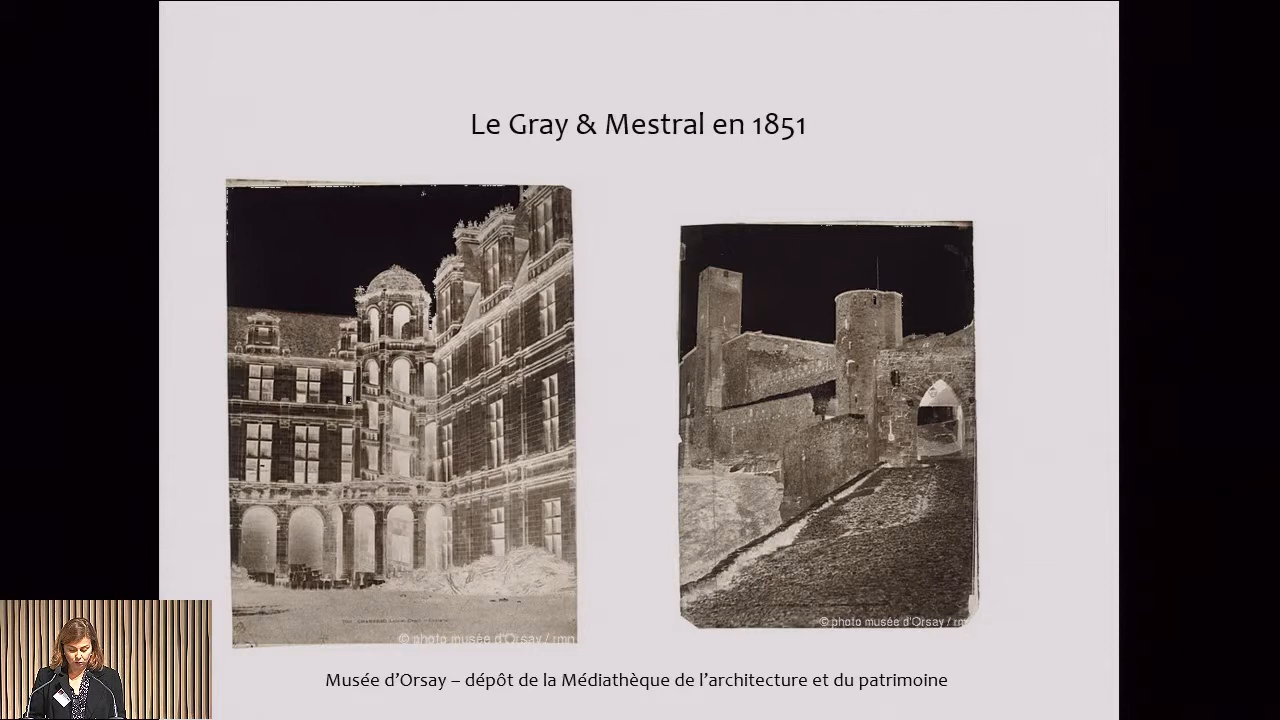 Le Gray & Mestral en 1851
© photo musée d'Orsay / rmn
© photo musée d'Orsay / rm
Musée d’Orsay – dépôt de la Médiathèque de l’architecture et du patrimoine